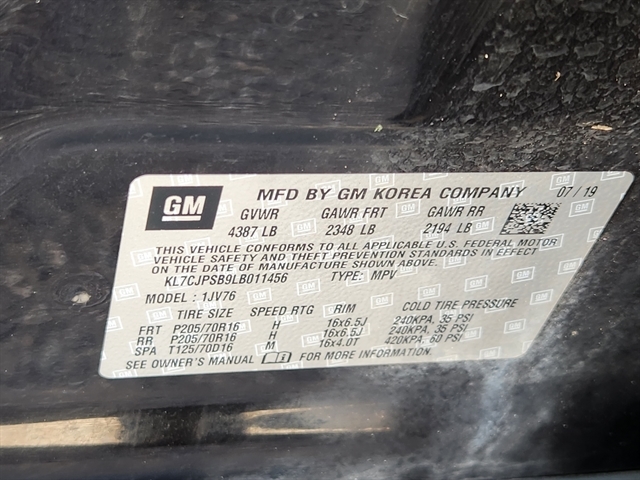 GM MFD BY GM KOREA COMPANY 07/19
GVWR GAWR FRT GAWR RR
4387 LB 2348 LB 2194 LB
THIS VEHICLE CONFORMS TO ALL APPLICABLE U.S. FEDERAL MOTOR
VEHICLE SAFETY AND THEFT PREVENTION STANDARDS IN EFFECT
ON THE DATE OF MANUFACTURE SHOWN ABOVE.
KL7CJPSB9LB011456 TYPE: MPV
MODEL: 1JV76
TIRE SIZE SPEED RTG RIM COLD TIRE PRESSURE
FRT P205/70R16 H 16x6.5J 240KPA, 35 PSI
RR P205/70R16 H 16x6.5J 240KPA, 35 PSI
SPA T125/70D16 M 16x4.0T 420KPA, 60 PSI
SEE OWNER'S MANUAL FOR MORE INFORMATION.